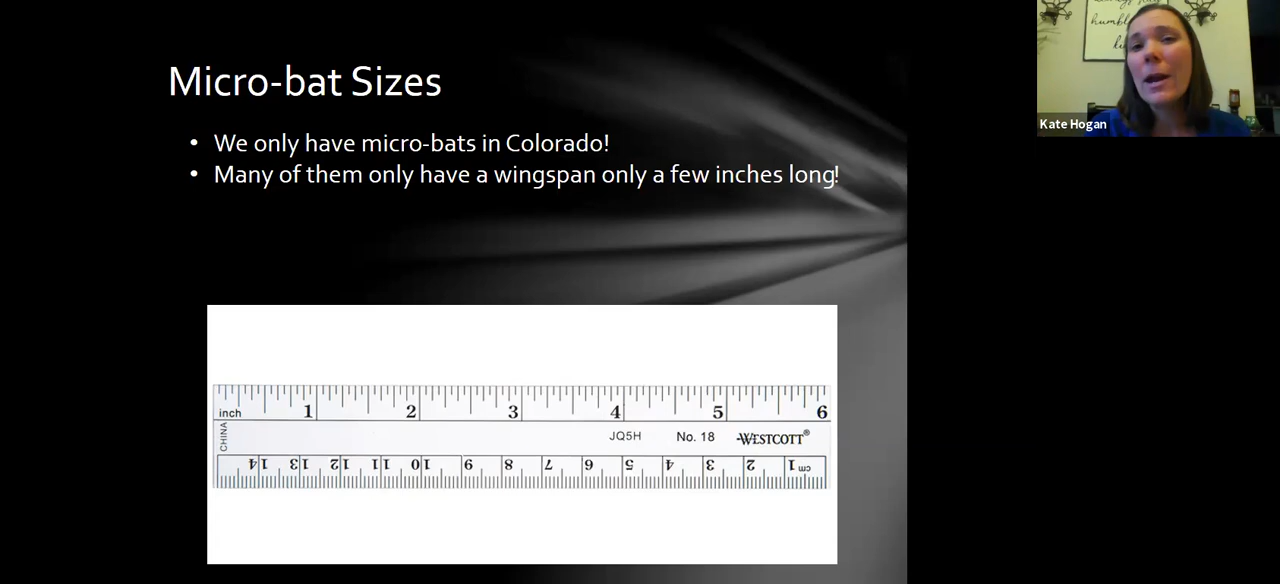 Micro-bat Sizes
• We only have micro-bats in Colorado!
• Many of them only have a wingspan only a few inches long!
humble
Kate Hogan
inch 1 2 3 4 5 6
CHINA
JQ5H No. 18 WESTCOTT®
14 13 12 11 10 9 8 7 6 5 4 3 2 1 cm